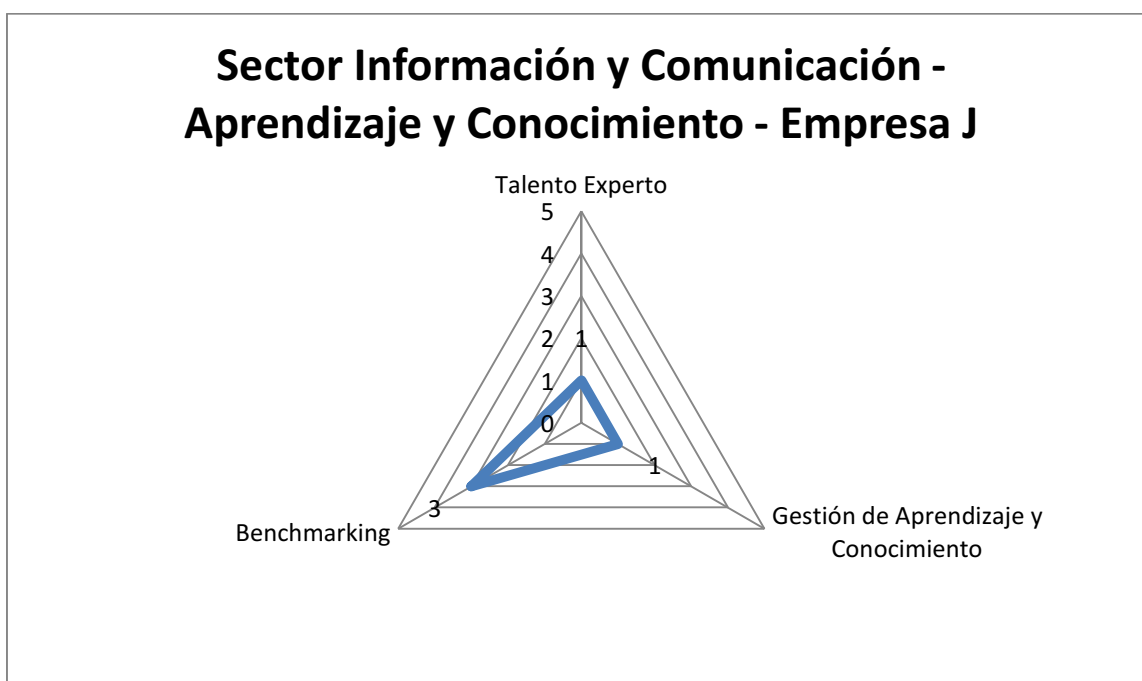 Sector Información y Comunicación -
Aprendizaje y Conocimiento - Empresa J
Talento Experto
5
4
3
2 1
1
0
1
3
Benchmarking
Gestión de Aprendizaje y
Conocimiento